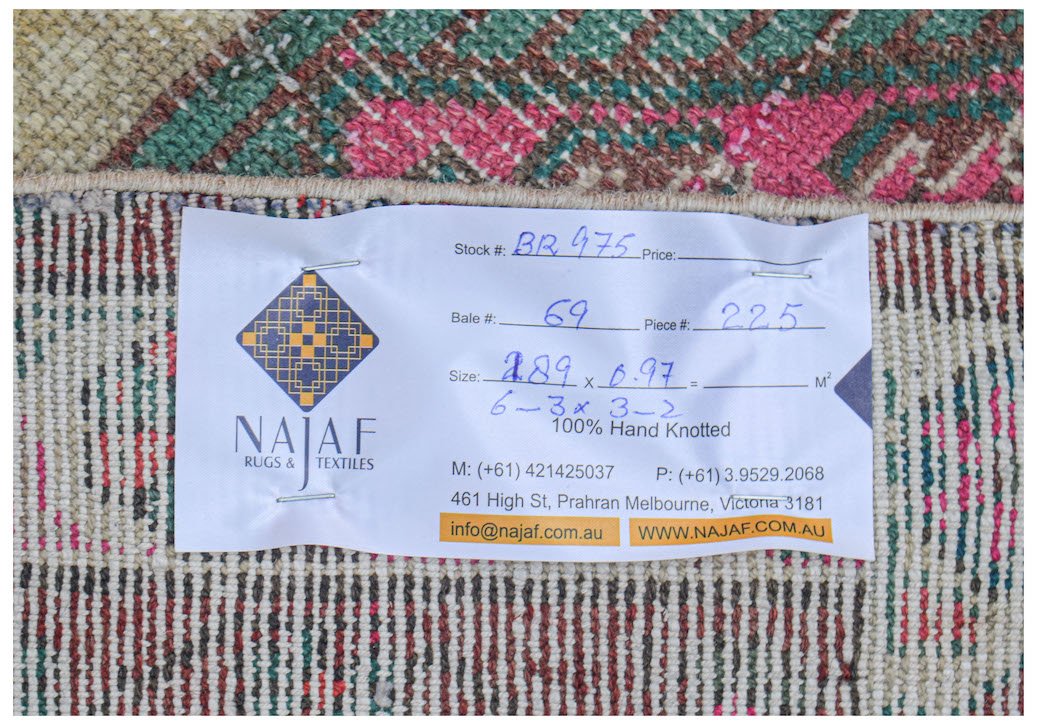 Stock #: BR 975 Price:
Bale #: 69 Piece #: 225
Size: 189 x 0.97 = M²
6-3 x 3-2
100% Hand Knotted
NAJAF
RUGS & TEXTILES
M: (+61) 421425037 P: (+61) 3.9529.2068
461 High St, Prahran Melbourne, Victoria 3181
info@najaf.com.au WWW.NAJAF.COM.AU